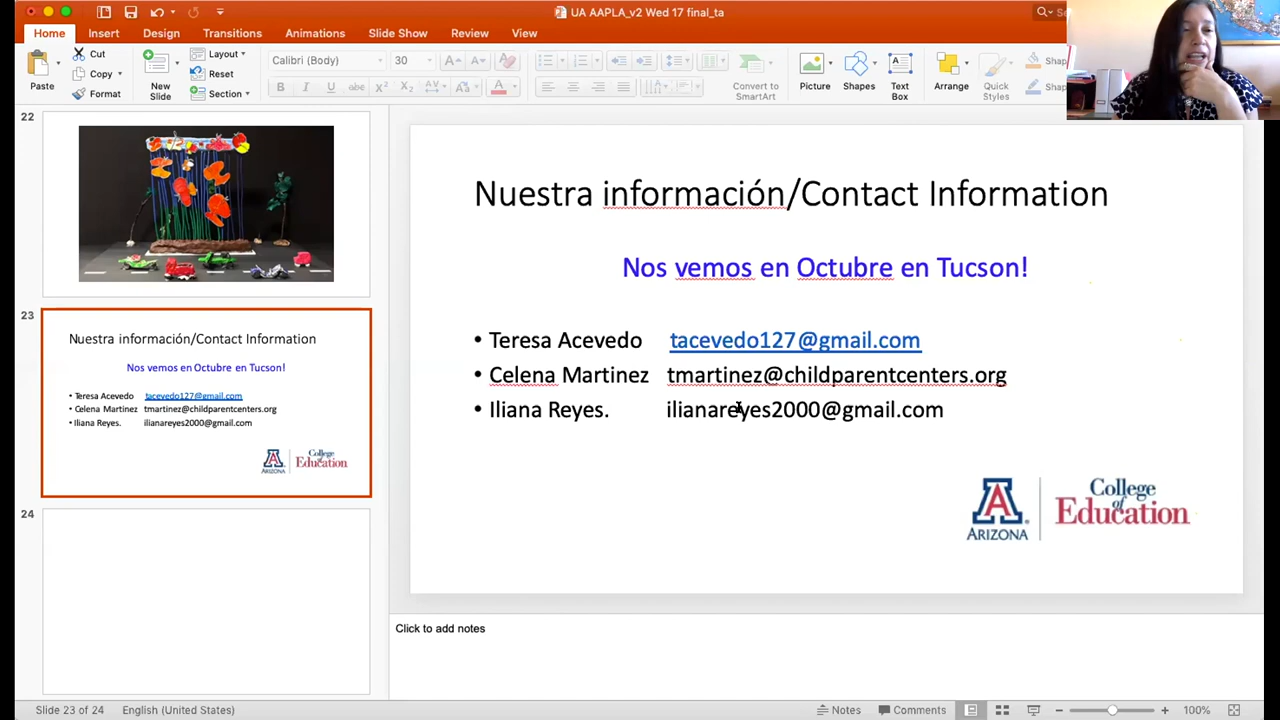 UA AAPLA_v2 Wed 17 final_ta
Home Insert Design Transitions Animations Slide Show Review View
Paste
Cut
Copy
Format
New
Slide
Layout
Reset
Section
Calibri (Body) 30
Convert to
SmartArt
Picture
Shapes
Text
Box
Arrange
Quick
Styles
22
23
Nuestra información/Contact Information
Nos vemos en Octubre en Tucson!
• Teresa Acevedo tacevedo127@gmail.com
• Celena Martinez tmartinez@childparentcenters.org
• Iliana Reyes. ilianareyes2000@gmail.com
ARIZONA
College
of
Education
24
Nuestra información/Contact Information
Nos vemos en Octubre en Tucson!
• Teresa Acevedo tacevedo127@gmail.com
• Celena Martinez tmartinez@childparentcenters.org
• Iliana Reyes. ilianareyes2000@gmail.com
A
ARIZONA
College
of
Education
Click to add notes
Slide 23 of 24 English (United States) Notes Comments 100%